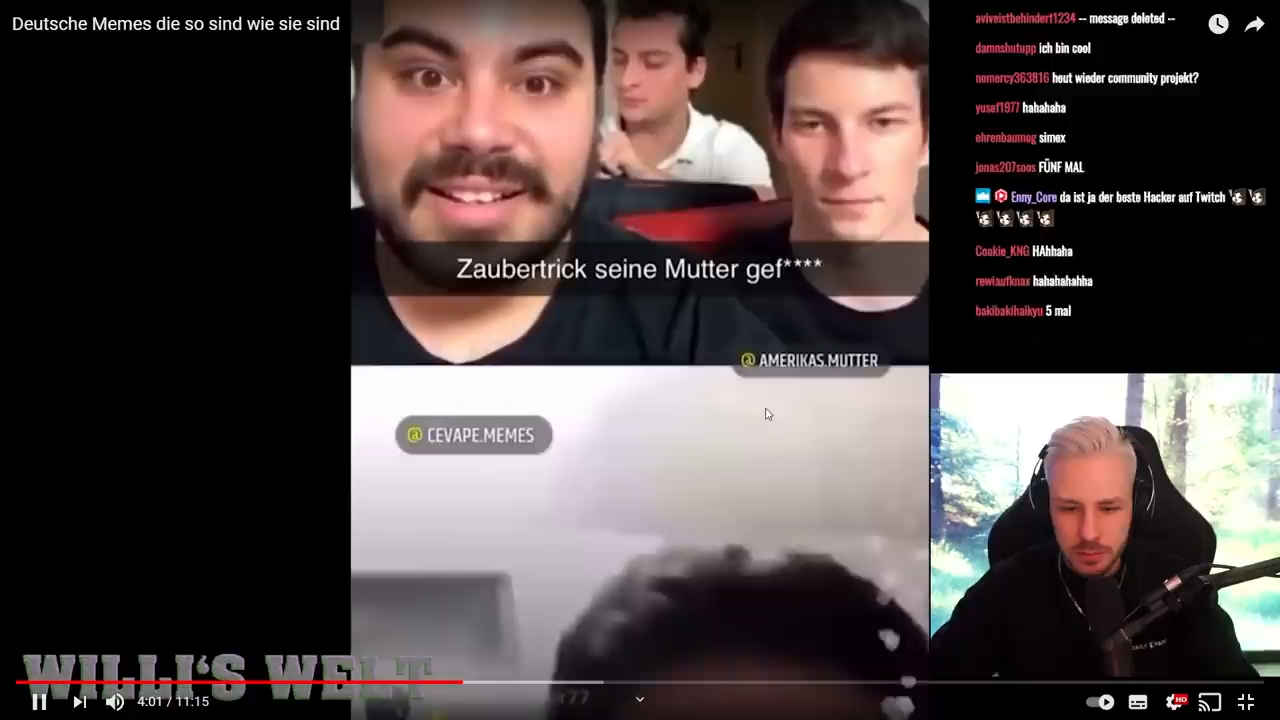 Deutsche Memes die so sind wie sie sind
Zaubertrick seine Mutter gef****
@ AMERIKAS.MUTTER
@ CEVAPE.MEMES
aviveistbehindert1234 -- message deleted --
damnshutupp ich bin cool
nomercy363816 heut wieder community projekt?
yusef1977 hahahaha
ehrenbaumog simex
jonas207soos FÜNF MAL
Enny_Core da ist ja der beste Hacker auf Twitch
Cookie_KNG HAhhaha
rewiaufknax hahahahahha
bakibakihaikyu 5 mal
WILLI'S WELT
4:01 / 11:15
HD